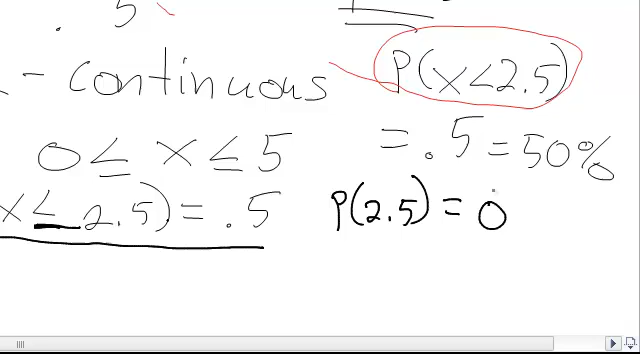 . 5
- continuous
P(x<2.5)
0 ≤ x ≤ 5
= .5 = 50%
x ≤ 2.5) = .5
P(2.5) = 0